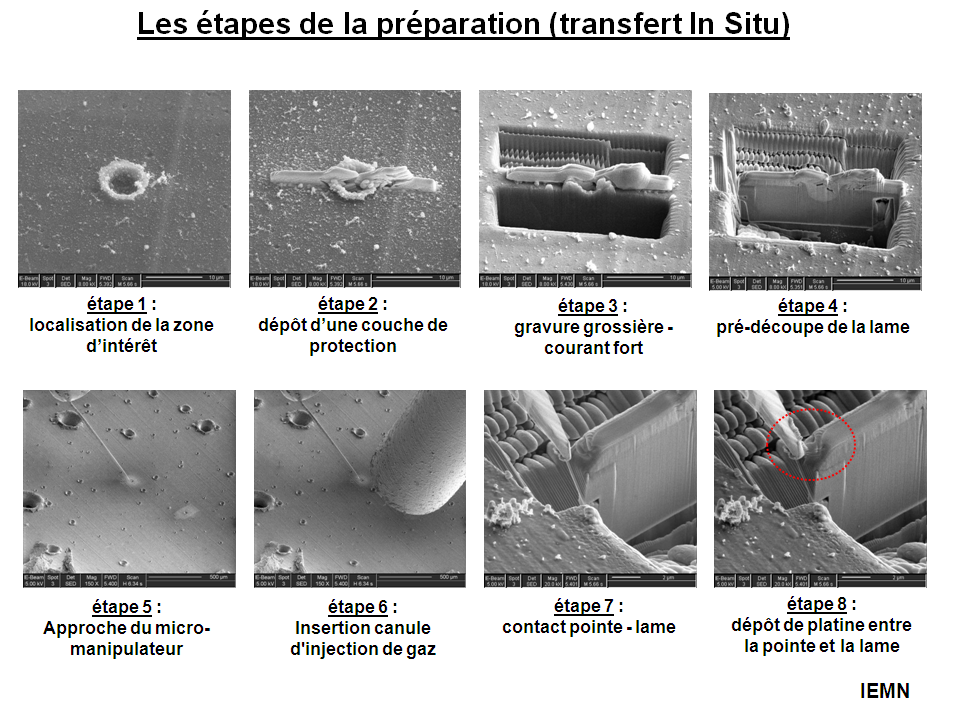 Les étapes de la préparation (transfert In Situ)
étape 1 :
localisation de la zone
d’intérêt
étape 2 :
dépôt d’une couche de
protection
étape 3 :
gravure grossière -
courant fort
étape 4 :
pré-découpe de la lame
étape 5 :
Approche du micro-
manipulateur
étape 6 :
Insertion canule
d'injection de gaz
étape 7 :
contact pointe - lame
étape 8 :
dépôt de platine entre
la pointe et la lame
IEMN